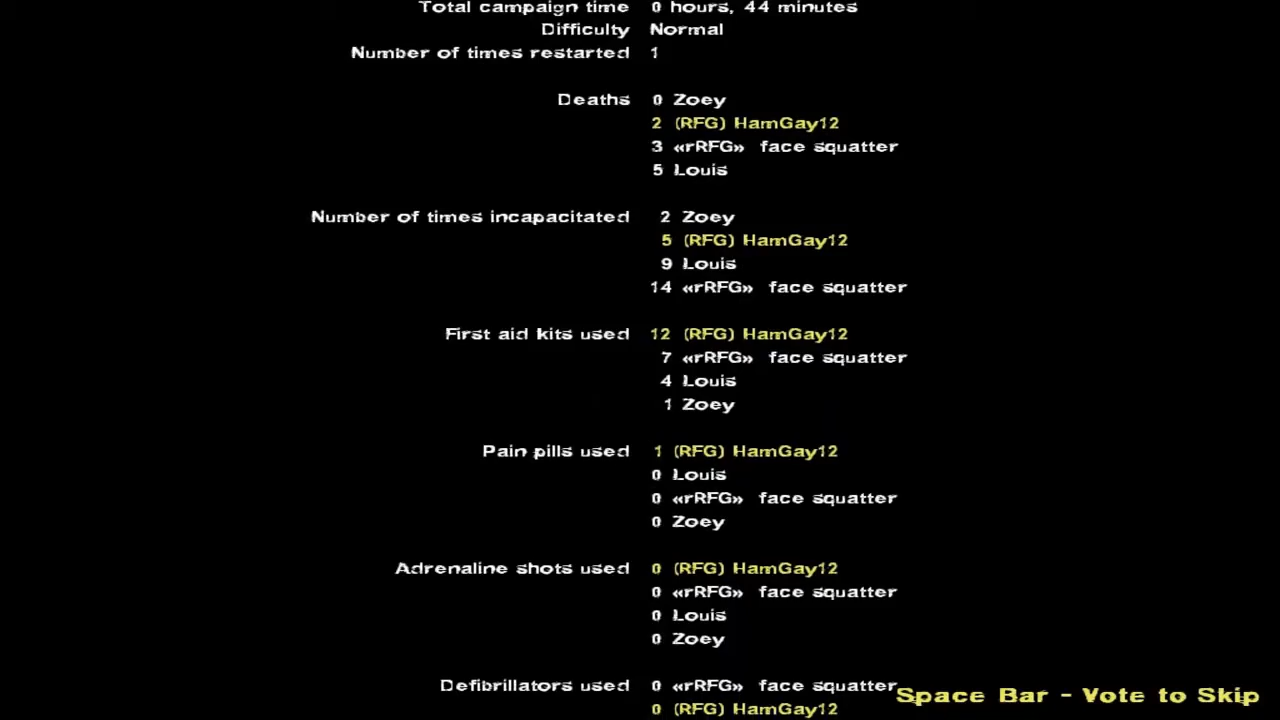 Total campaign time 0 hours, 44 minutes
Difficulty Normal
Number of times restarted 1
Deaths 0 Zoey
2 (RFG) HamGay12
3 «rRFG» face squatter
5 Louis
Number of times incapacitated 2 Zoey
5 (RFG) HamGay12
9 Louis
14 «rRFG» face squatter
First aid kits used 12 (RFG) HamGay12
7 «rRFG» face squatter
4 Louis
1 Zoey
Pain pills used 1 (RFG) HamGay12
0 Louis
0 «rRFG» face squatter
0 Zoey
Adrenaline shots used 0 (RFG) HamGay12
0 «rRFG» face squatter
0 Louis
0 Zoey
Defibrillators used 0 «rRFG» face squatter
Space Bar - Vote to Skip
0 (RFG) HamGay12